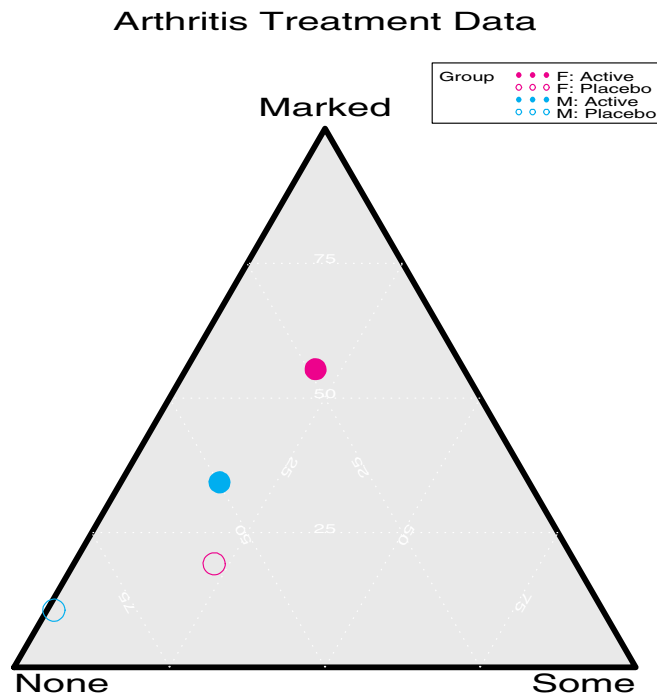 Arthritis Treatment Data
Group
F: Active
F: Placebo
M: Active
M: Placebo
Marked
75
50
25
25
25
50
50
75
75
None
Some